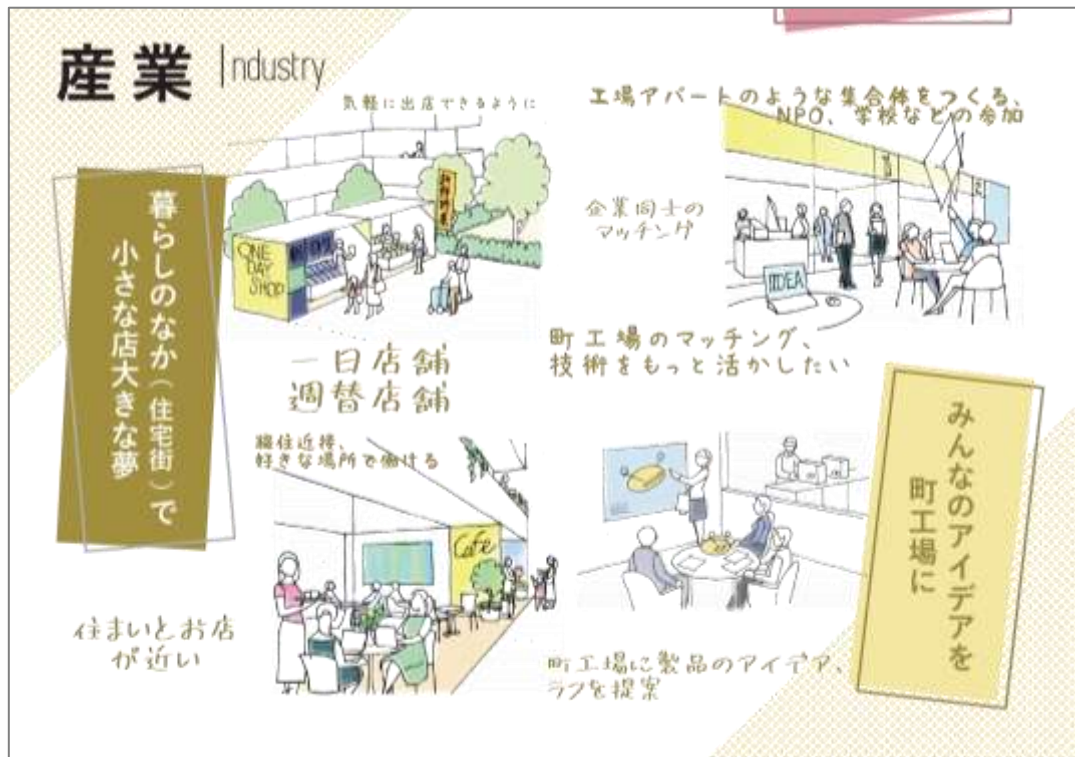 産業 Industry
気軽に出店できるように
工場アパートのような集合体をつくる、
NPO、学校などの参加
暮らしのなか（住宅街）で
小さな店大きな夢
ONE
DAY
SHOP
企業同士の
マッチング
IDEA
一日店舗
週替店舗
町工場のマッチング、
技術をもっと活かしたい
みんなのアイデアを
町工場に
職住近接、
好きな場所で働ける
Cafe
住まいとお店
が近い
町工場に製品のアイデア、
ラフを提案